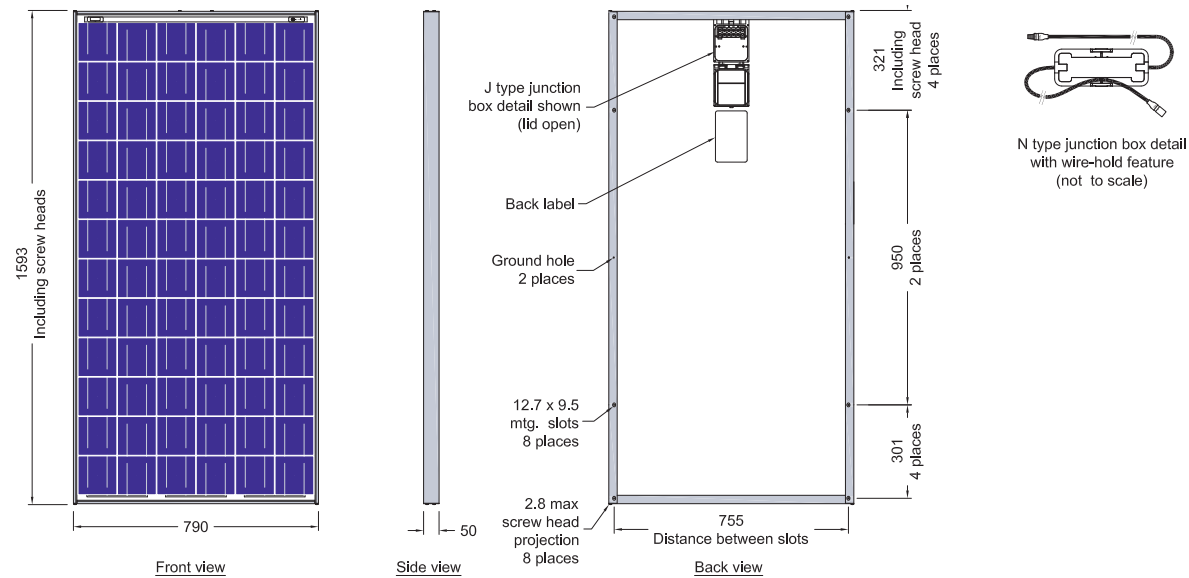 1593
Including screw heads
790
Front view
50
Side view
J type junction
box detail shown
(lid open)
Back label
Ground hole
2 places
12.7 x 9.5
mtg. slots
8 places
2.8 max
screw head
projection
8 places
755
Distance between slots
Back view
321
Including
screw head
4 places
950
2 places
301
4 places
N type junction box detail
with wire-hold feature
(not to scale)